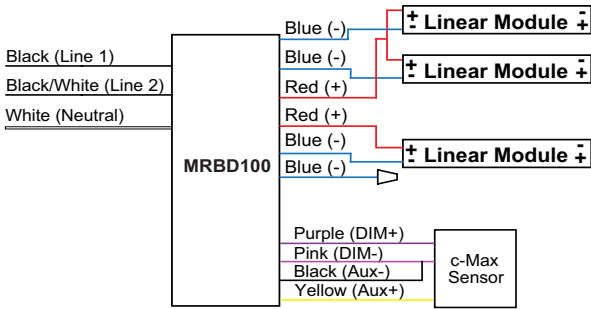 Black (Line 1)
Black/White (Line 2)
White (Neutral)
MRBD100
Blue (-)
Blue (-)
Red (+)
Red (+)
Blue (-)
Blue (-)
+ - Linear Module - +
+ - Linear Module - +
+ - Linear Module - +
Purple (DIM+)
Pink (DIM-)
Black (Aux-)
Yellow (Aux+)
c-Max
Sensor